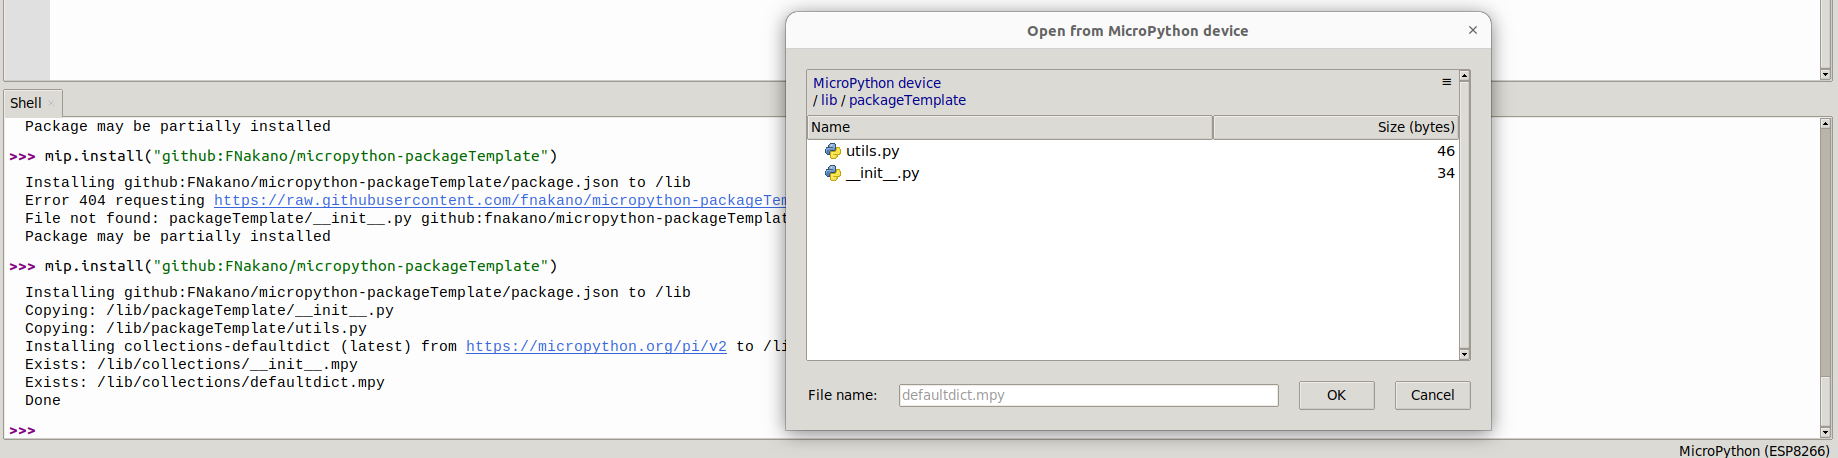 Shell
Package may be partially installed
>>> mip.install("github:FNakano/micropython-packageTemplate")
Installing github:FNakano/micropython-packageTemplate/package.json to /lib
Error 404 requesting https://raw.githubusercontent.com/fnakano/micropython-packageTem
File not found: packageTemplate/__init__.py github:fnakano/micropython-packageTemplat
Package may be partially installed
>>> mip.install("github:FNakano/micropython-packageTemplate")
Installing github:FNakano/micropython-packageTemplate/package.json to /lib
Copying: /lib/packageTemplate/__init__.py
Copying: /lib/packageTemplate/utils.py
Installing collections-defaultdict (latest) from https://micropython.org/pi/v2 to /li
Exists: /lib/collections/__init__.mpy
Exists: /lib/collections/defaultdict.mpy
Done
>>>
Open from MicroPython device
MicroPython device
/ lib / packageTemplate
Name Size (bytes)
utils.py 46
__init__.py 34
File name: defaultdict.mpy OK Cancel
MicroPython (ESP8266)